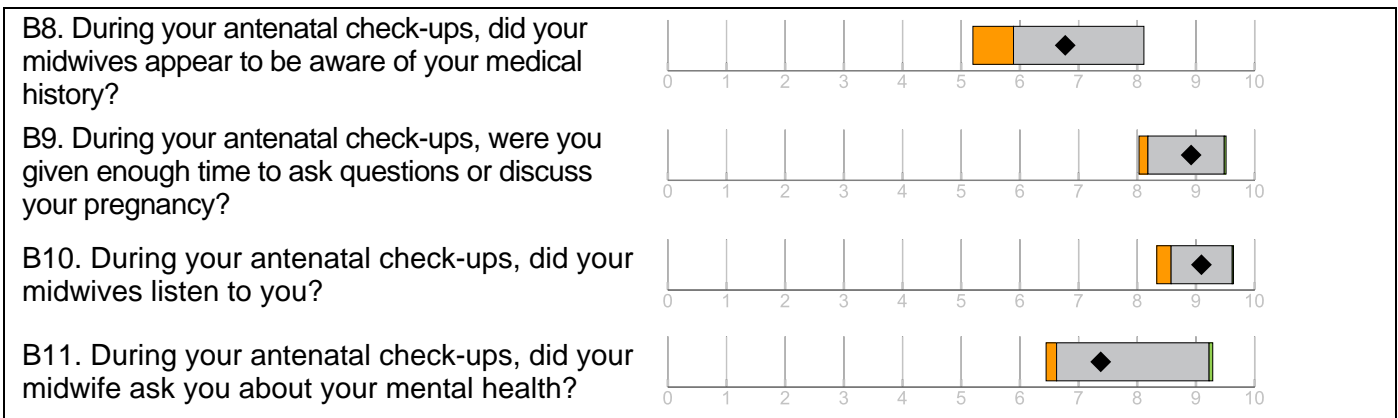 B8. During your antenatal check-ups, did your
midwives appear to be aware of your medical
history?
0 1 2 3 4 5 6 7 8 9 10
B9. During your antenatal check-ups, were you
given enough time to ask questions or discuss
your pregnancy?
0 1 2 3 4 5 6 7 8 9 10
B10. During your antenatal check-ups, did your
midwives listen to you?
0 1 2 3 4 5 6 7 8 9 10
B11. During your antenatal check-ups, did your
midwife ask you about your mental health?
0 1 2 3 4 5 6 7 8 9 10